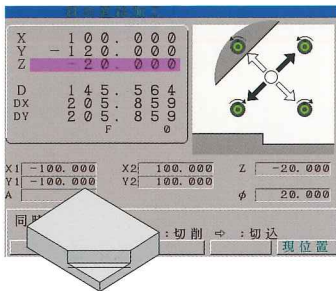 X 100.000
Y -120.000
Z -20.000
D 145.564
DX 205.859
DY 205.859
F 0
X1 -100.000 X2 100.000 Z -20.000
Y1 -100.000 Y2 100.000
A φ 20.000
同
:切削 ⇨ :切込
現位置